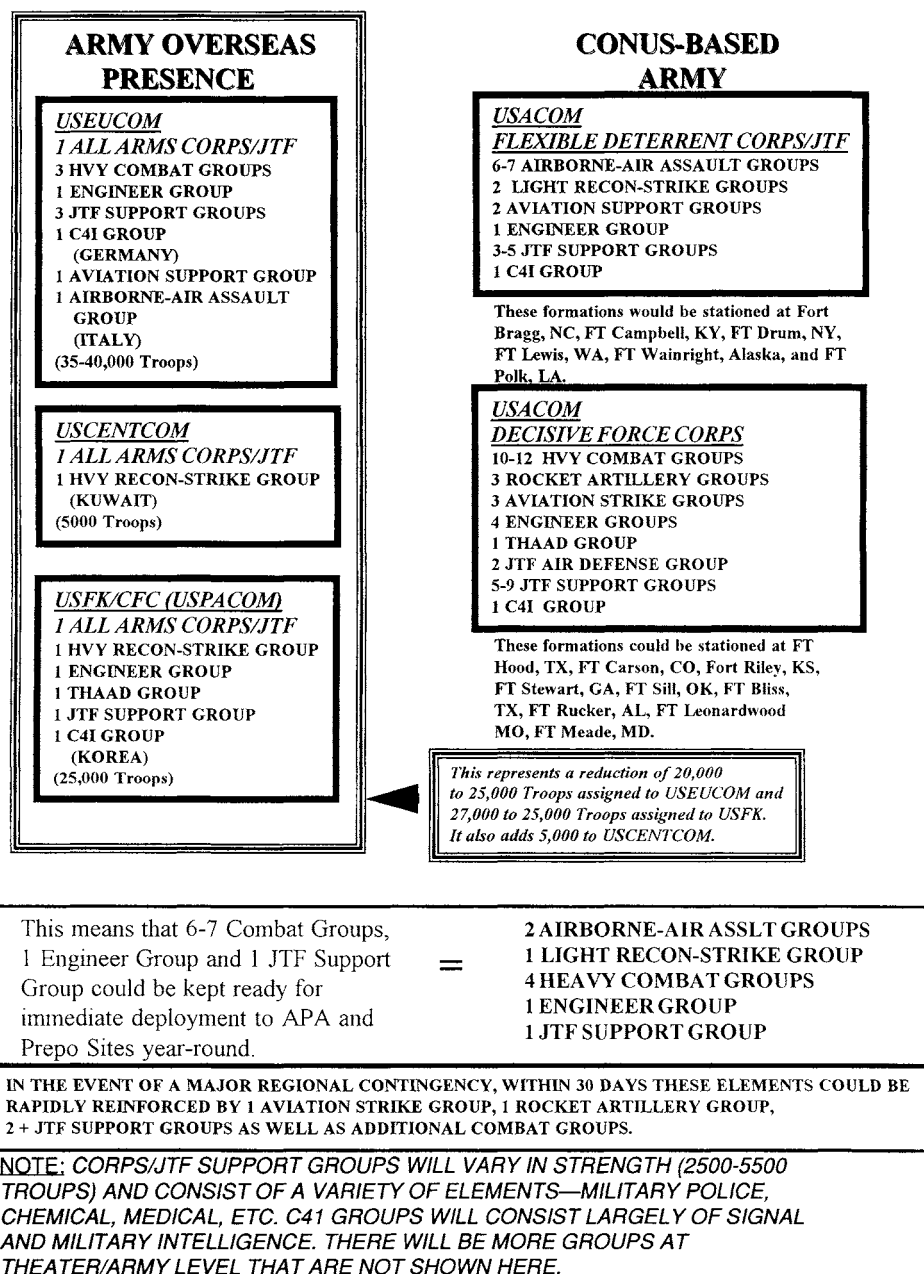 ARMY OVERSEAS
PRESENCE
USEUCOM
1 ALL ARMS CORPS/JTF
3 HVY COMBAT GROUPS
1 ENGINEER GROUP
3 JTF SUPPORT GROUPS
1 C4I GROUP
(GERMANY)
1 AVIATION SUPPORT GROUP
1 AIRBORNE-AIR ASSAULT
GROUP
(ITALY)
(35-40,000 Troops)
USCENTCOM
1 ALL ARMS CORPS/JTF
1 HVY RECON-STRIKE GROUP
(KUWAIT)
(5000 Troops)
USFK/CFC (USPACOM)
1 ALL ARMS CORPS/JTF
1 HVY RECON-STRIKE GROUP
1 ENGINEER GROUP
1 THAAD GROUP
1 JTF SUPPORT GROUP
1 C4I GROUP
(KOREA)
(25,000 Troops)
CONUS-BASED
ARMY
USACOM
FLEXIBLE DETERRENT CORPS/JTF
6-7 AIRBORNE-AIR ASSAULT GROUPS
2 LIGHT RECON-STRIKE GROUPS
2 AVIATION SUPPORT GROUPS
1 ENGINEER GROUP
3-5 JTF SUPPORT GROUPS
1 C4I GROUP
These formations would be stationed at Fort
Bragg, NC, FT Campbell, KY, FT Drum, NY,
FT Lewis, WA, FT Wainright, Alaska, and FT
Polk, LA.
USACOM
DECISIVE FORCE CORPS
10-12 HVY COMBAT GROUPS
3 ROCKET ARTILLERY GROUPS
3 AVIATION STRIKE GROUPS
4 ENGINEER GROUPS
1 THAAD GROUP
2 JTF AIR DEFENSE GROUP
5-9 JTF SUPPORT GROUPS
1 C4I GROUP
These formations could be stationed at FT
Hood, TX, FT Carson, CO, Fort Riley, KS,
FT Stewart, GA, FT Sill, OK, FT Bliss,
TX, FT Rucker, AL, FT Leonardwood
MO, FT Meade, MD.
This represents a reduction of 20,000
to 25,000 Troops assigned to USEUCOM and
27,000 to 25,000 Troops assigned to USFK.
It also adds 5,000 to USCENTCOM.
This means that 6-7 Combat Groups,
1 Engineer Group and 1 JTF Support
Group could be kept ready for
immediate deployment to APA and
Prepo Sites year-round.
=
2 AIRBORNE-AIR ASSLT GROUPS
1 LIGHT RECON-STRIKE GROUP
4 HEAVY COMBAT GROUPS
1 ENGINEER GROUP
1 JTF SUPPORT GROUP
IN THE EVENT OF A MAJOR REGIONAL CONTINGENCY, WITHIN 30 DAYS THESE ELEMENTS COULD BE
RAPIDLY REINFORCED BY 1 AVIATION STRIKE GROUP, 1 ROCKET ARTILLERY GROUP,
2 + JTF SUPPORT GROUPS AS WELL AS ADDITIONAL COMBAT GROUPS.
NOTE: CORPS/JTF SUPPORT GROUPS WILL VARY IN STRENGTH (2500-5500
TROUPS) AND CONSIST OF A VARIETY OF ELEMENTS—MILITARY POLICE,
CHEMICAL, MEDICAL, ETC. C41 GROUPS WILL CONSIST LARGELY OF SIGNAL
AND MILITARY INTELLIGENCE. THERE WILL BE MORE GROUPS AT
THEATER/ARMY LEVEL THAT ARE NOT SHOWN HERE.